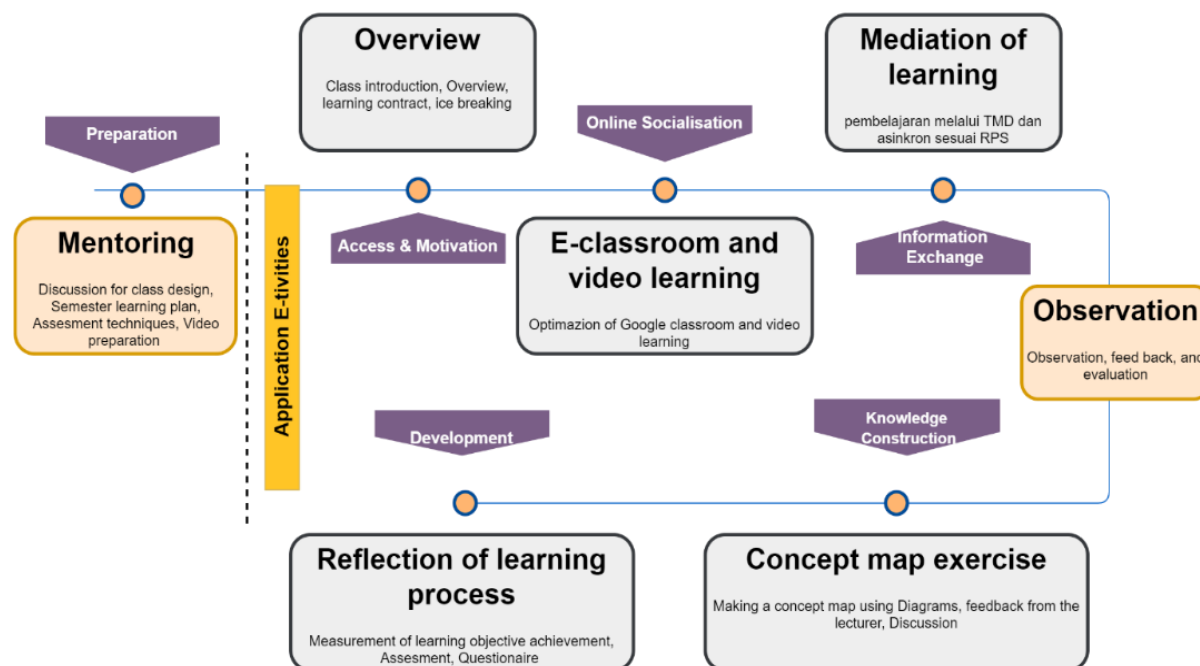 Overview
Class introduction, Overview,
learning contract, ice breaking
Mediation of
learning
pembelajaran melalui TMD dan
asinkron sesuai RPS
Preparation
Online Socialisation
Mentoring
Discussion for class design,
Semester learning plan,
Assesment techniques, Video
preparation
Application E-tivities
Access & Motivation
E-classroom and
video learning
Optimazion of Google classroom and video
learning
Information
Exchange
Observation
Observation, feed back, and
evaluation
Development
Knowledge
Construction
Reflection of learning
process
Measurement of learning objective achievement,
Assesment, Questionaire
Concept map exercise
Making a concept map using Diagrams, feedback from the
lecturer, Discussion